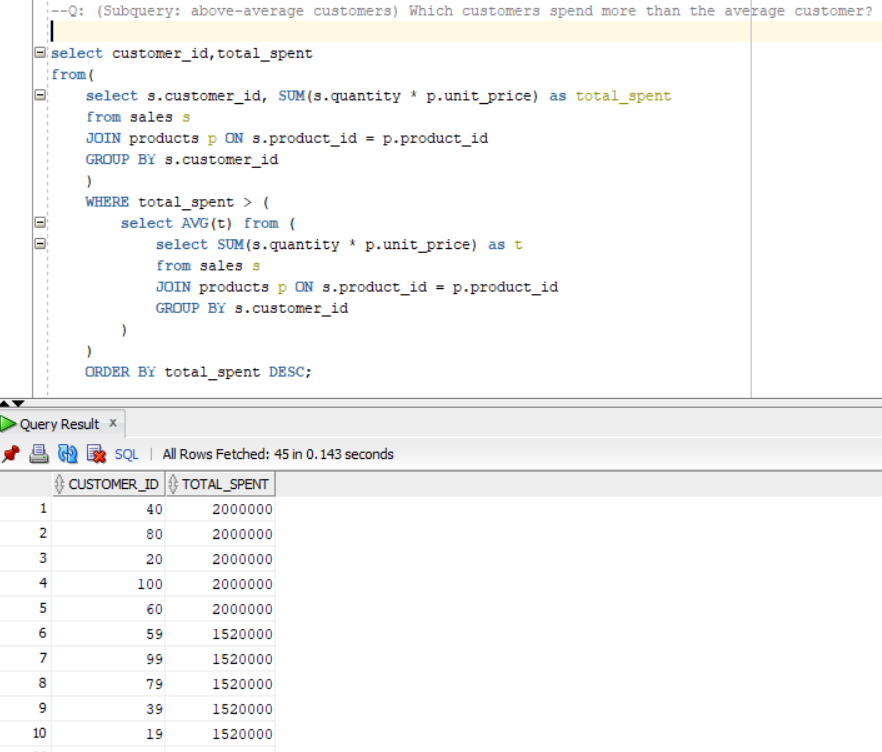 --Q: (Subquery: above-average customers) Which customers spend more than the average customer?
select customer_id,total_spent
from(
select s.customer_id, SUM(s.quantity * p.unit_price) as total_spent
from sales s
JOIN products p ON s.product_id = p.product_id
GROUP BY s.customer_id
)
WHERE total_spent > (
select AVG(t) from (
select SUM(s.quantity * p.unit_price) as t
from sales s
JOIN products p ON s.product_id = p.product_id
GROUP BY s.customer_id
)
)
ORDER BY total_spent DESC;
Query Result x
SQL | All Rows Fetched: 45 in 0.143 seconds
CUSTOMER_ID TOTAL_SPENT
1 40 2000000
2 80 2000000
3 20 2000000
4 100 2000000
5 60 2000000
6 59 1520000
7 99 1520000
8 79 1520000
9 39 1520000
10 19 1520000